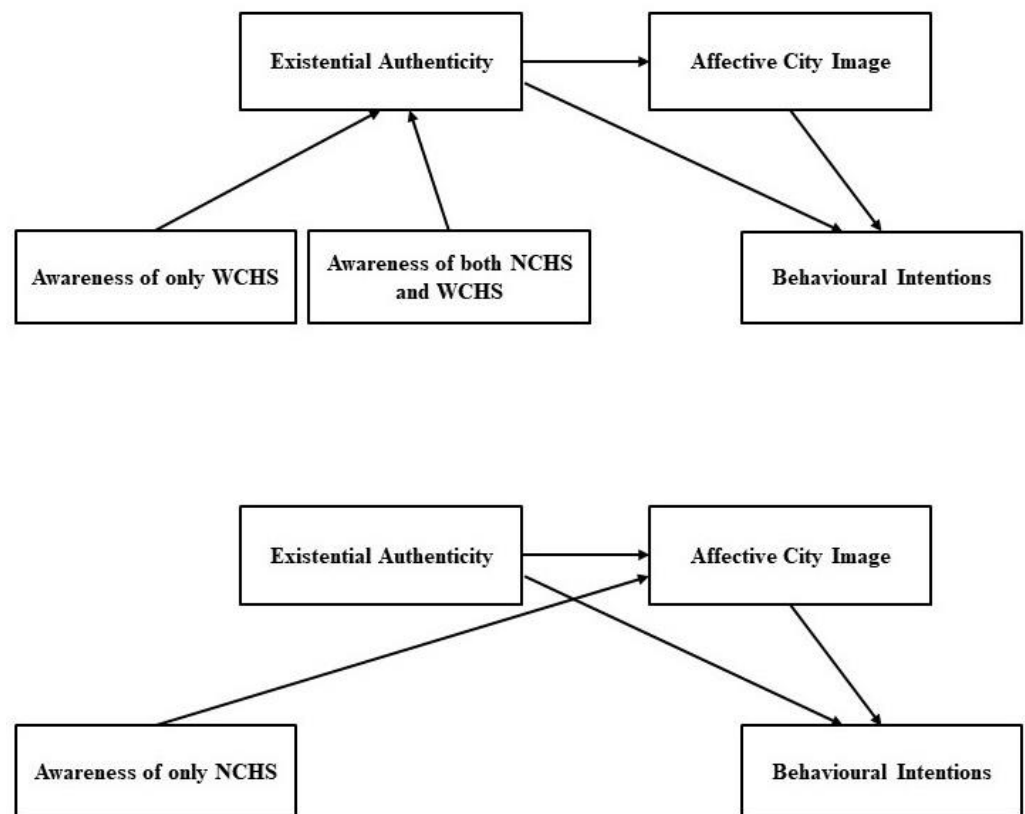 Existential Authenticity
Affective City Image
Awareness of only WCHS
Awareness of both NCHS
and WCHS
Behavioural Intentions
Existential Authenticity
Affective City Image
Awareness of only NCHS
Behavioural Intentions